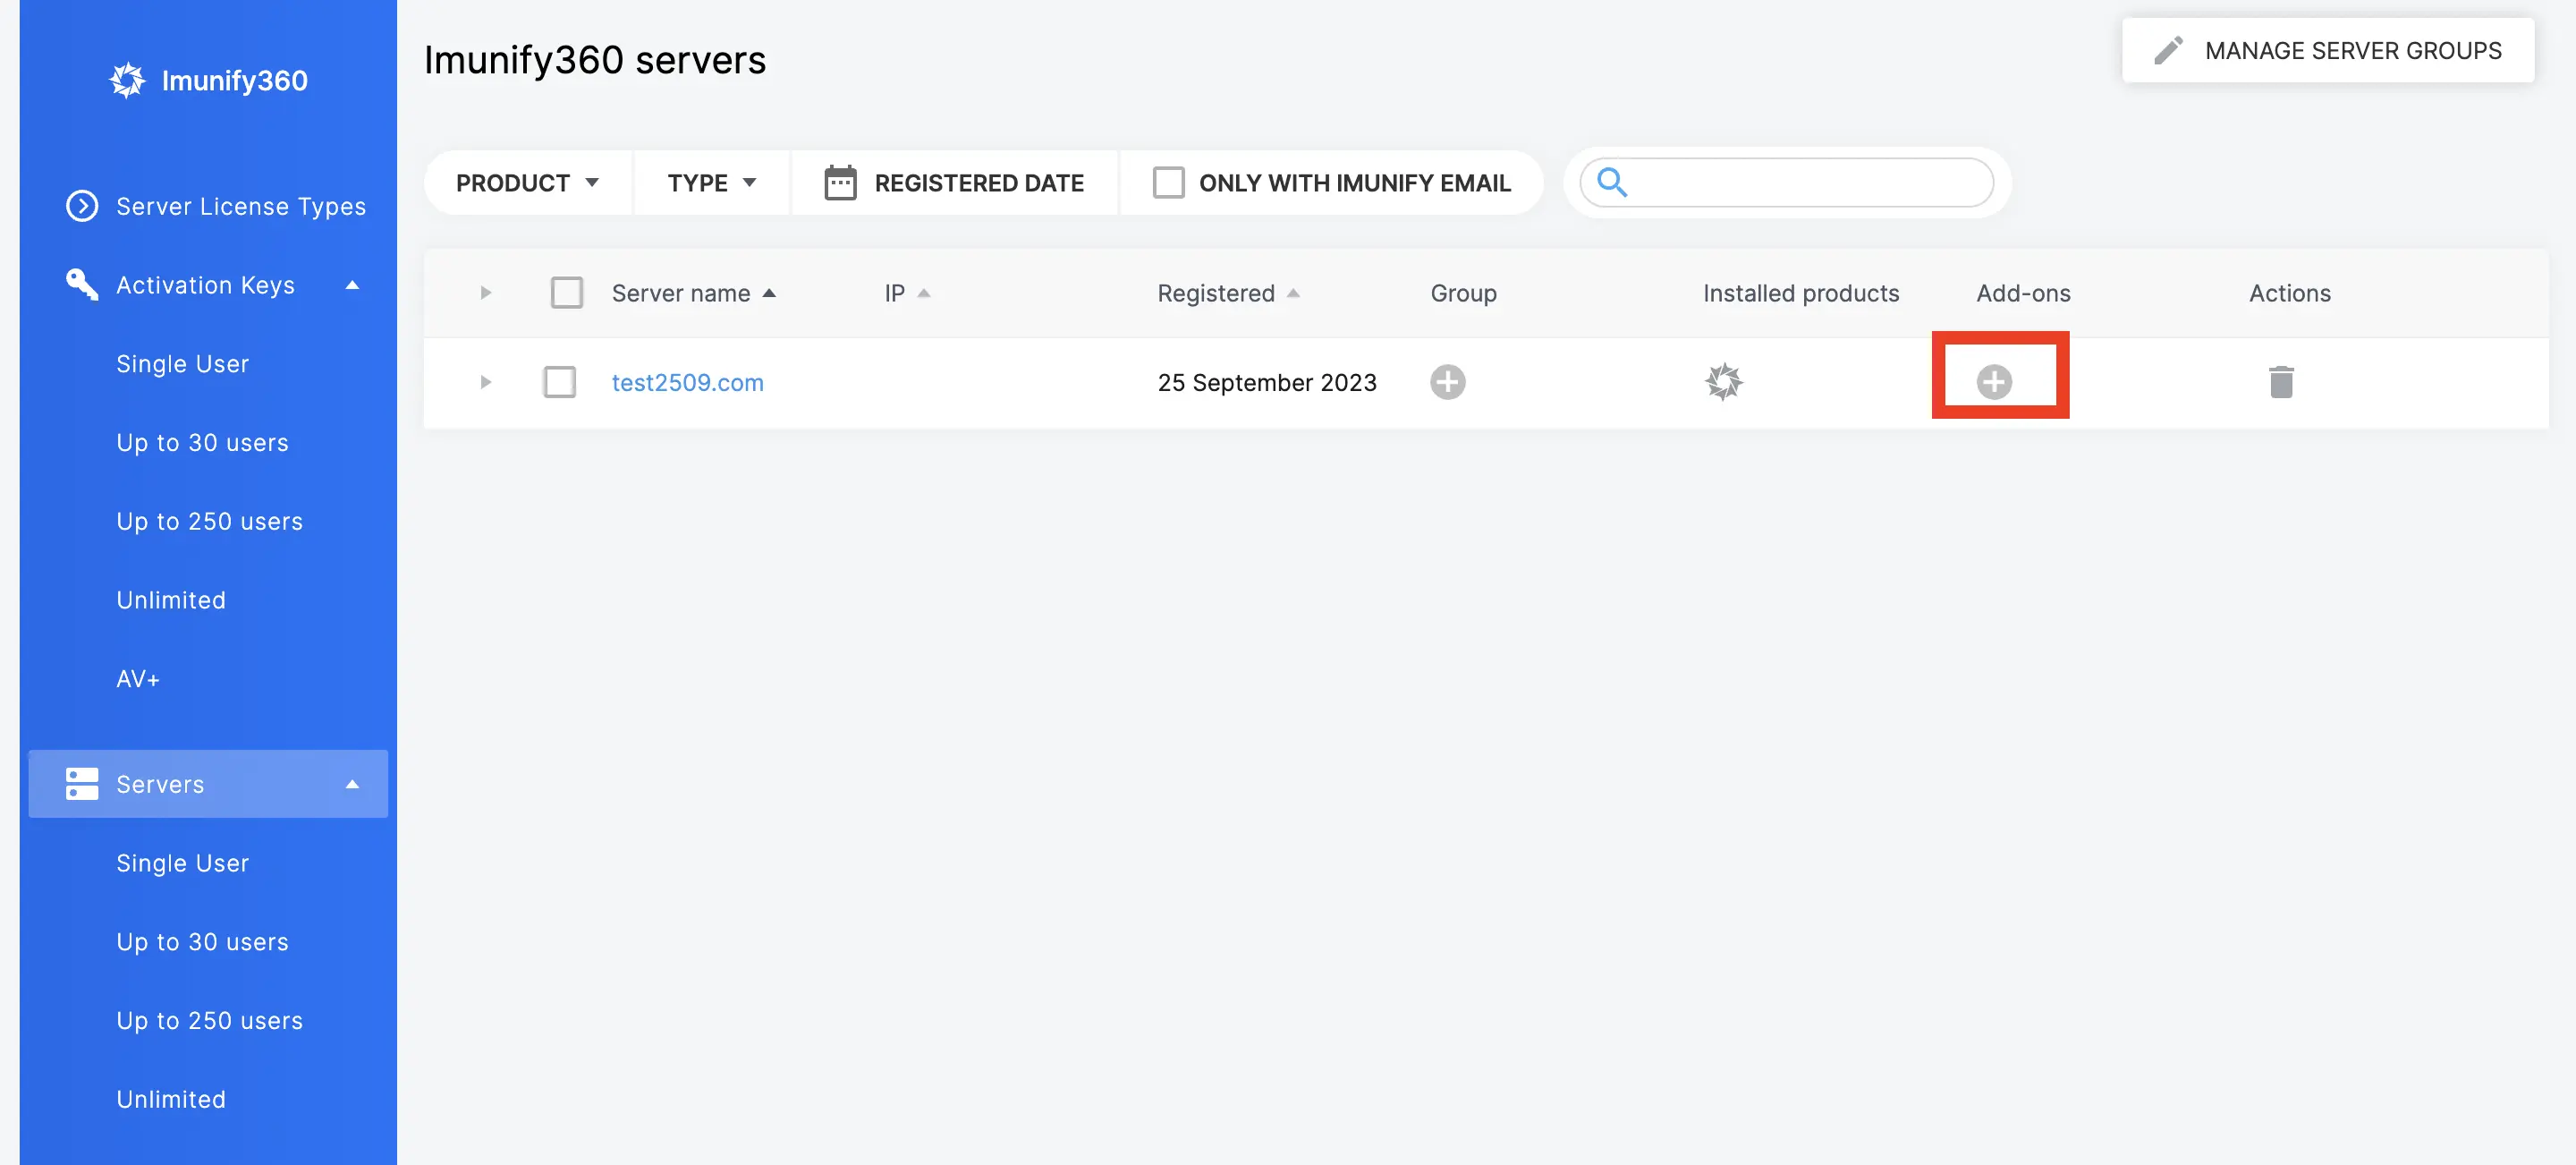 Imunify360
Server License Types
Activation Keys
Single User
Up to 30 users
Up to 250 users
Unlimited
AV+
Servers
Single User
Up to 30 users
Up to 250 users
Unlimited
Imunify360 servers
MANAGE SERVER GROUPS
PRODUCT TYPE REGISTERED DATE ONLY WITH IMUNIFY EMAIL
Server name IP Registered Group Installed products Add-ons Actions
test2509.com 25 September 2023